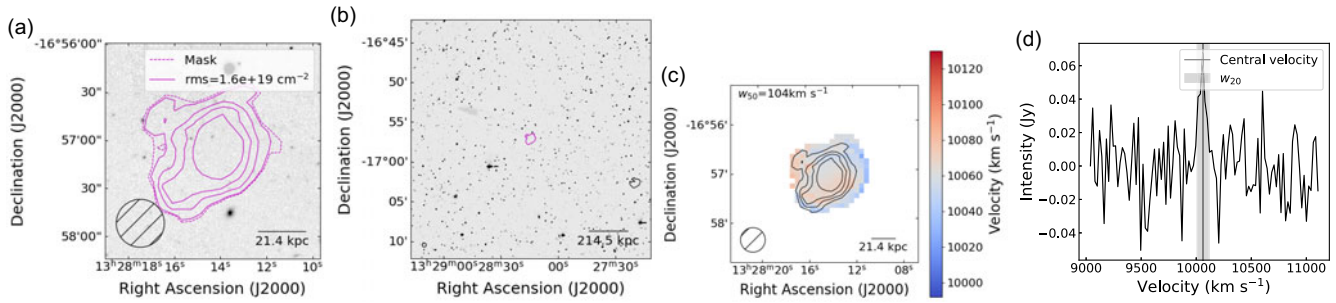 (a)
-16°56'00"
30"
57'00"
30"
58'00"
Declination (J2000)
Mask
rms=1.6e+19 cm⁻²
21.4 kpc
13ʰ28ᵐ18ˢ 16ˢ 14ˢ 12ˢ 10ˢ
Right Ascension (J2000)
(b)
-16°45'
50'
55'
-17°00'
05'
10'
Declination (J2000)
214.5 kpc
13ʰ29ᵐ00ˢ 28ᵐ30ˢ 00ˢ 27ᵐ30ˢ
Right Ascension (J2000)
(c)
w₅₀=104km s⁻¹
-16°56'
57'
58'
Declination (J2000)
21.4 kpc
13ʰ28ᵐ20ˢ 16ˢ 12ˢ 08ˢ
Right Ascension (J2000)
10120
10100
10080
10060
10040
10020
10000
Velocity (km s⁻¹)
(d)
Central velocity
w₂₀
0.06
0.04
0.02
0.00
−0.02
−0.04
Intensity (Jy)
9000 9500 10000 10500 11000
Velocity (km s⁻¹)